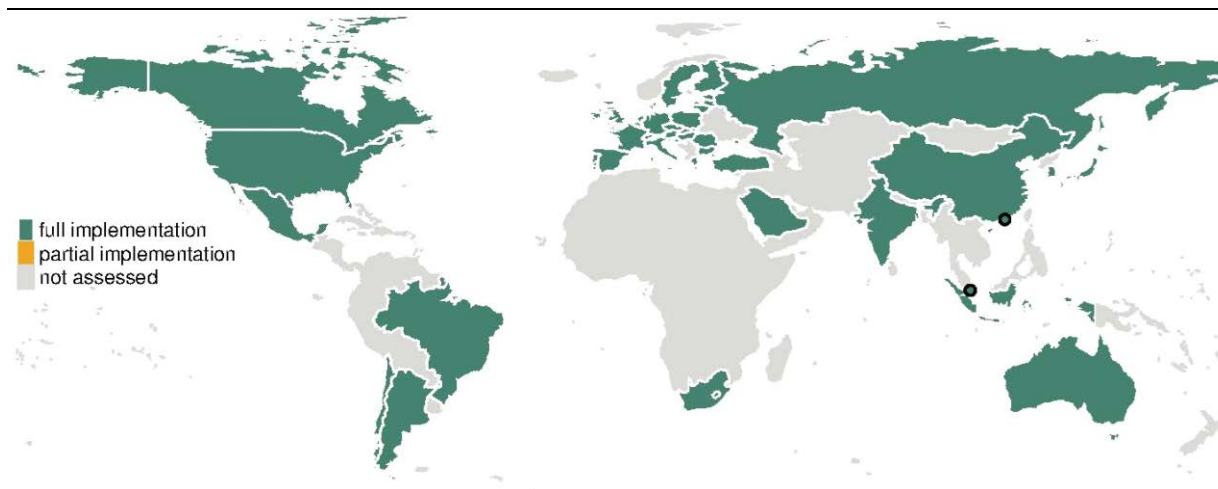 full implementation
partial implementation
not assessed